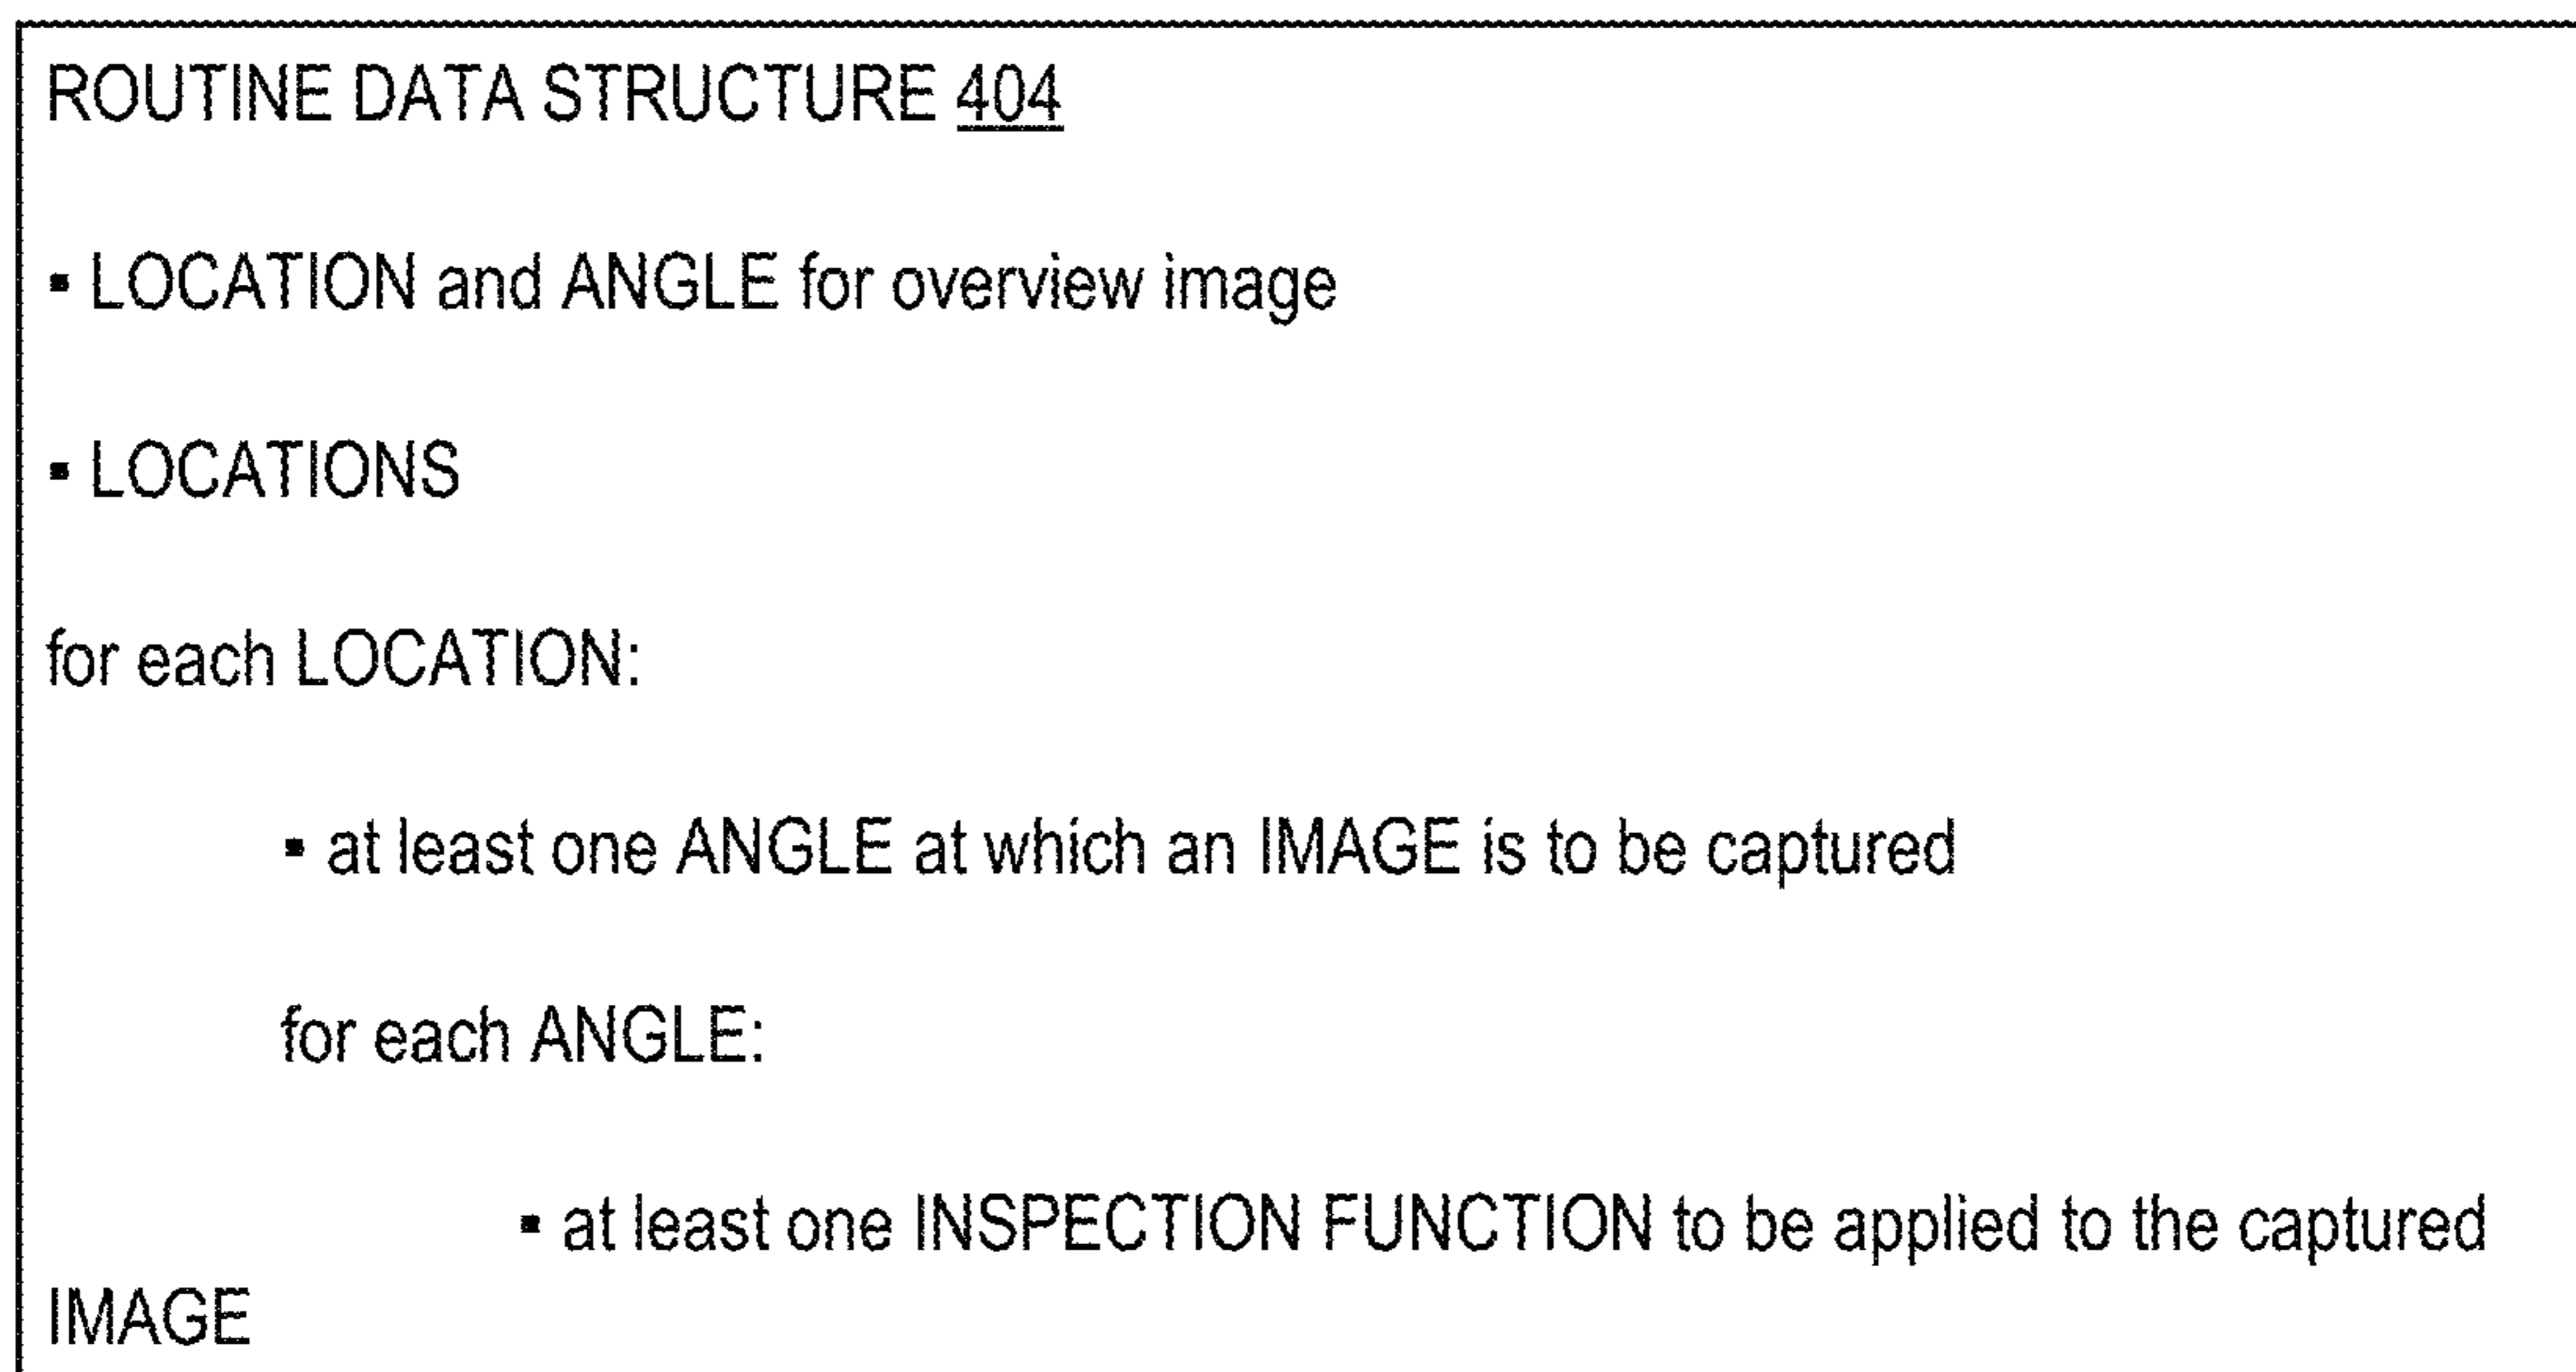 ROUTINE DATA STRUCTURE 404
▪ LOCATION and ANGLE for overview image
▪ LOCATIONS
for each LOCATION:
▪ at least one ANGLE at which an IMAGE is to be captured
for each ANGLE:
▪ at least one INSPECTION FUNCTION to be applied to the captured
IMAGE